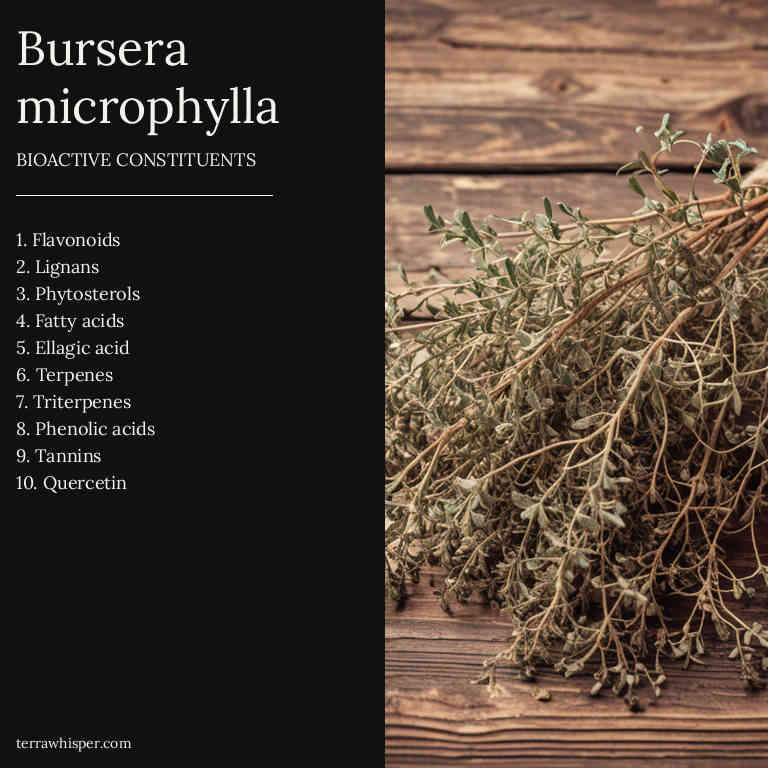 Bursera
microphylla
BIOACTIVE CONSTITUENTS
1. Flavonoids
2. Lignans
3. Phytosterols
4. Fatty acids
5. Ellagic acid
6. Terpenes
7. Triterpenes
8. Phenolic acids
9. Tannins
10. Quercetin
terrawhisper.com